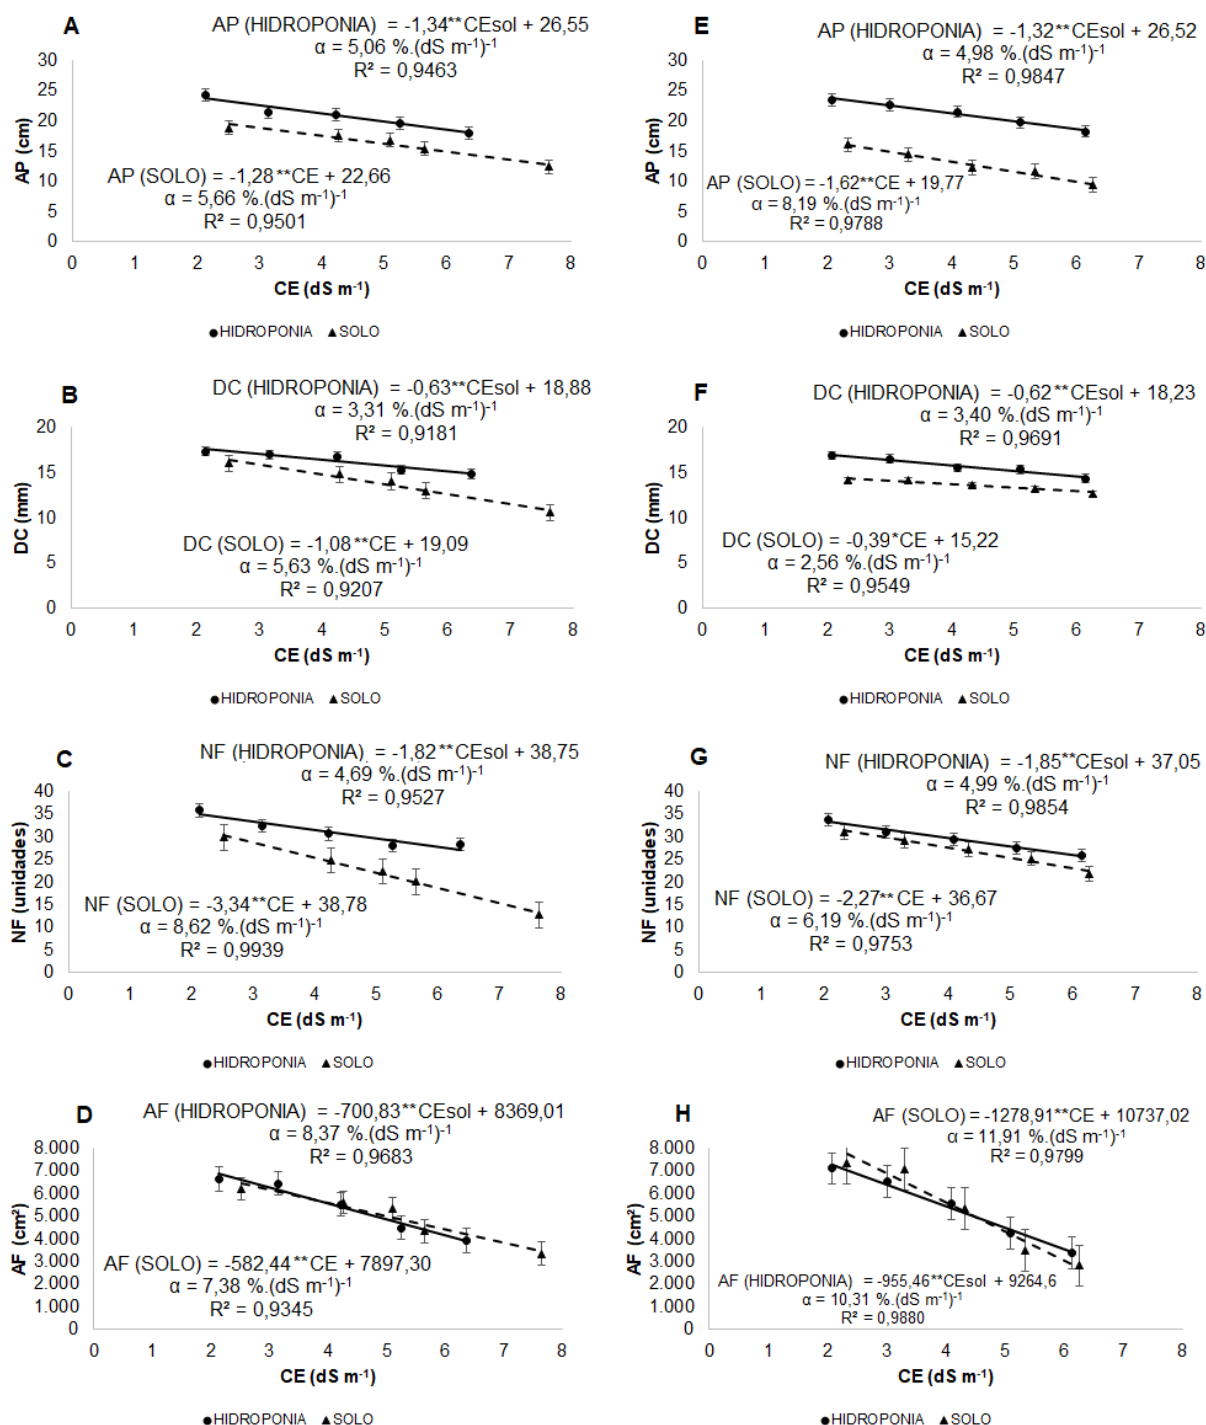 A
AP (HIDROPONIA) = -1,34**CEsol + 26,55
α = 5,06 %.(dS m⁻¹)⁻¹
R² = 0,9463
30
25
20
15
10
5
0
AP (cm)
AP (SOLO) = -1,28**CE + 22,66
α = 5,66 %.(dS m⁻¹)⁻¹
R² = 0,9501
0 1 2 3 4 5 6 7 8
CE (dS m⁻¹)
●HIDROPONIA ▲SOLO
E
AP (HIDROPONIA) = -1,32**CEsol + 26,52
α = 4,98 %.(dS m⁻¹)⁻¹
R² = 0,9847
30
25
20
15
10
5
0
AP (cm)
AP (SOLO) = -1,62**CE + 19,77
α = 8,19 %.(dS m⁻¹)⁻¹
R² = 0,9788
0 1 2 3 4 5 6 7 8
CE (dS m⁻¹)
●HIDROPONIA ▲SOLO
B
DC (HIDROPONIA) = -0,63**CEsol + 18,88
α = 3,31 %.(dS m⁻¹)⁻¹
R² = 0,9181
20
15
10
5
0
DC (mm)
DC (SOLO) = -1,08**CE + 19,09
α = 5,63 %.(dS m⁻¹)⁻¹
R² = 0,9207
0 1 2 3 4 5 6 7 8
CE (dS m⁻¹)
●HIDROPONIA ▲SOLO
F
DC (HIDROPONIA) = -0,62**CEsol + 18,23
α = 3,40 %.(dS m⁻¹)⁻¹
R² = 0,9691
20
15
10
5
0
DC (mm)
DC (SOLO) = -0,39*CE + 15,22
α = 2,56 %.(dS m⁻¹)⁻¹
R² = 0,9549
0 1 2 3 4 5 6 7 8
CE (dS m⁻¹)
●HIDROPONIA ▲SOLO
C
NF (HIDROPONIA) = -1,82**CEsol + 38,75
α = 4,69 %.(dS m⁻¹)⁻¹
R² = 0,9527
40
35
30
25
20
15
10
5
0
NF (unidades)
NF (SOLO) = -3,34**CE + 38,78
α = 8,62 %.(dS m⁻¹)⁻¹
R² = 0,9939
0 1 2 3 4 5 6 7 8
CE (dS m⁻¹)
●HIDROPONIA ▲SOLO
G
NF (HIDROPONIA) = -1,85**CEsol + 37,05
α = 4,99 %.(dS m⁻¹)⁻¹
R² = 0,9854
40
35
30
25
20
15
10
5
0
NF (unidades)
NF (SOLO) = -2,27** CE + 36,67
α = 6,19 %.(dS m⁻¹)⁻¹
R² = 0,9753
0 1 2 3 4 5 6 7 8
CE (dS m⁻¹)
●HIDROPONIA ▲SOLO
D
AF (HIDROPONIA) = -700,83**CEsol + 8369,01
α = 8,37 %.(dS m⁻¹)⁻¹
R² = 0,9683
8.000
7.000
6.000
5.000
4.000
3.000
2.000
1.000
0
AF (cm²)
AF (SOLO) = -582,44**CE + 7897,30
α = 7,38 %.(dS m⁻¹)⁻¹
R² = 0,9345
0 1 2 3 4 5 6 7 8
CE (dS m⁻¹)
●HIDROPONIA ▲SOLO
H
AF (SOLO) = -1278,91**CE + 10737,02
α = 11,91 %.(dS m⁻¹)⁻¹
R² = 0,9799
8.000
7.000
6.000
5.000
4.000
3.000
2.000
1.000
0
AF (cm²)
AF (HIDROPONIA) = -955,46**CEsol + 9264,6
α = 10,31 %.(dS m⁻¹)⁻¹
R² = 0,9880
0 1 2 3 4 5 6 7 8
CE (dS m⁻¹)
●HIDROPONIA ▲SOLO